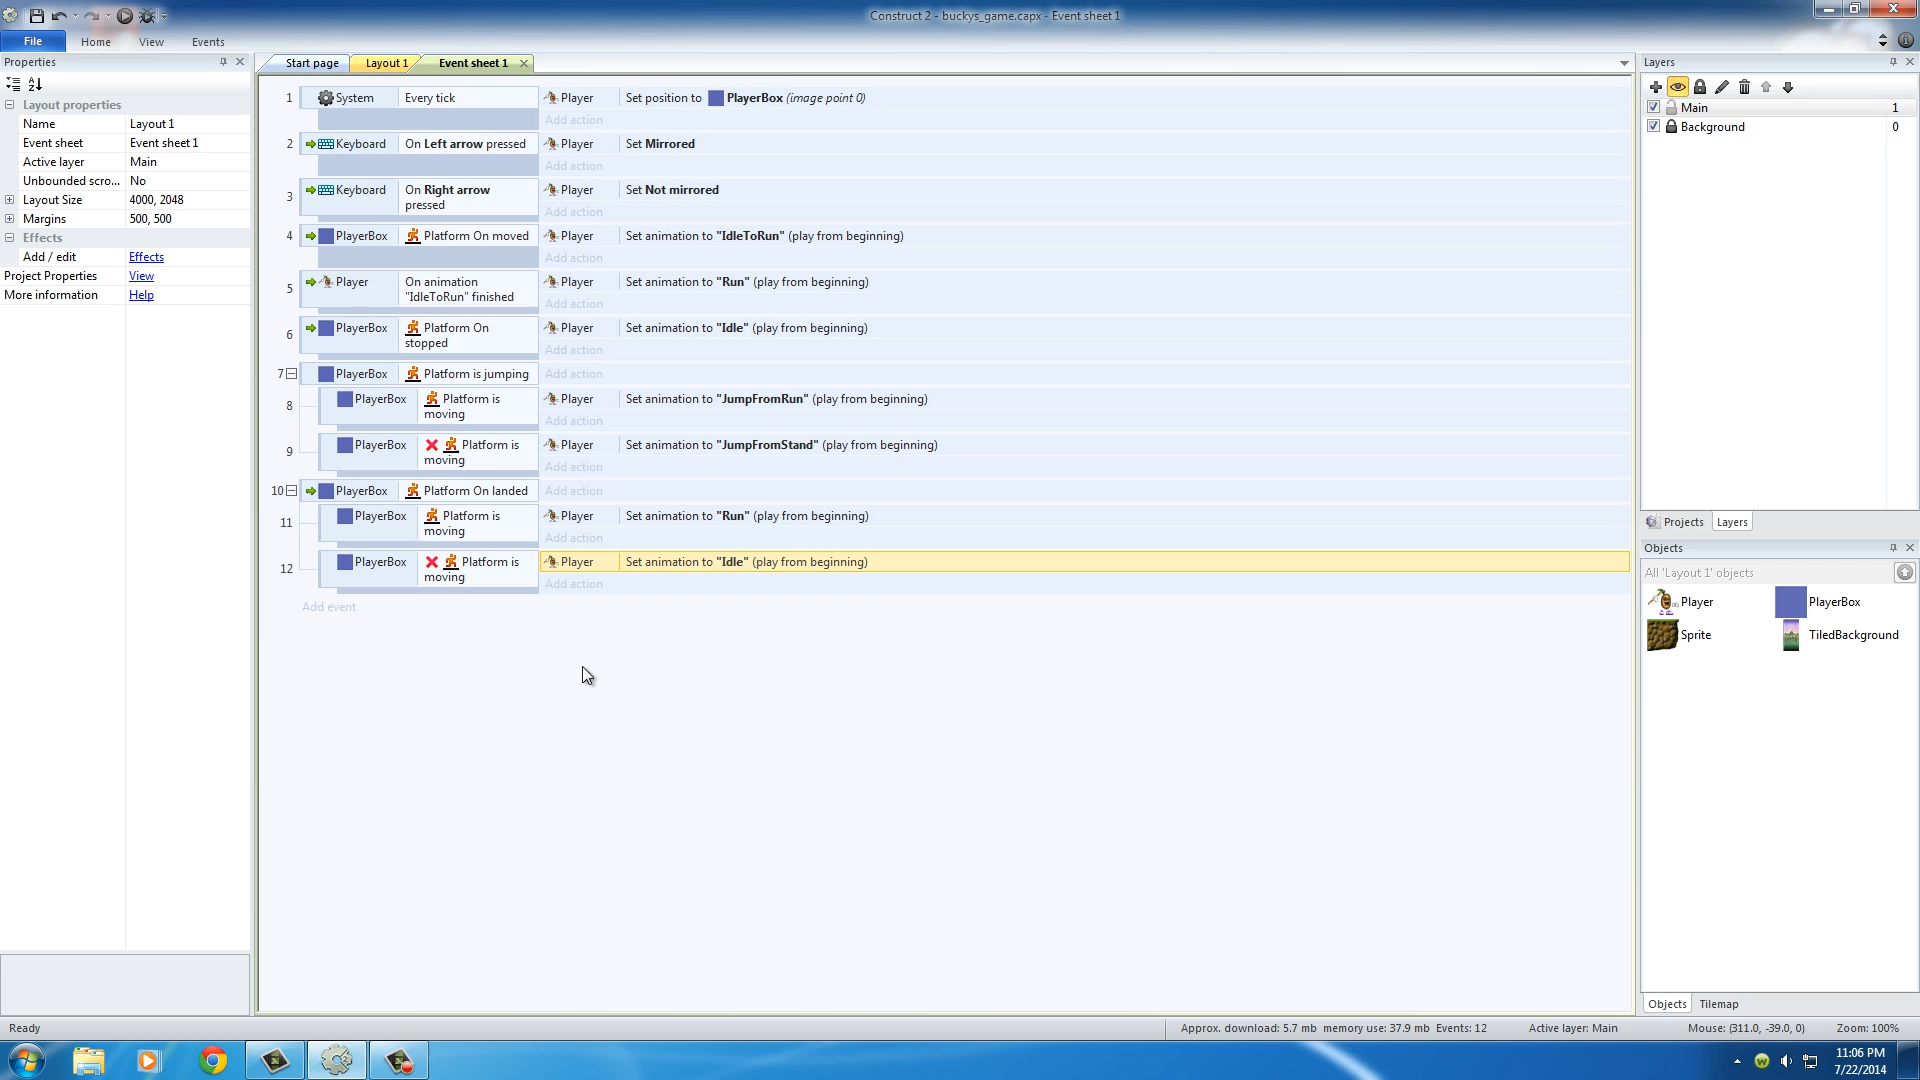 Construct 2 - buckys_game.capx - Event sheet 1
File Home View Events
Properties
Layout properties
Name Layout 1
Event sheet Event sheet 1
Active layer Main
Unbounded scro... No
Layout Size 4000, 2048
Margins 500, 500
Effects
Add / edit Effects
Project Properties View
More information Help
Start page Layout 1 Event sheet 1
1 System Every tick Player Set position to PlayerBox (image point 0)
Add action
2 Keyboard On Left arrow pressed Player Set Mirrored
Add action
3 Keyboard On Right arrow pressed Player Set Not mirrored
Add action
4 PlayerBox Platform On moved Player Set animation to "IdleToRun" (play from beginning)
Add action
5 Player On animation "IdleToRun" finished Player Set animation to "Run" (play from beginning)
Add action
6 PlayerBox Platform On stopped Player Set animation to "Idle" (play from beginning)
Add action
7 PlayerBox Platform is jumping Add action
8 PlayerBox Platform is moving Player Set animation to "JumpFromRun" (play from beginning)
Add action
9 PlayerBox Platform is moving Player Set animation to "JumpFromStand" (play from beginning)
Add action
10 PlayerBox Platform On landed Add action
11 PlayerBox Platform is moving Player Set animation to "Run" (play from beginning)
Add action
12 PlayerBox Platform is moving Player Set animation to "Idle" (play from beginning)
Add action
Add event
Layers
Main 1
Background 0
Projects Layers
Objects
All 'Layout 1' objects
Player PlayerBox
Sprite TiledBackground
Objects Tilemap
Ready Approx. download: 5.7 mb memory use: 37.9 mb Events: 12 Active layer: Main Mouse: (311.0, -39.0, 0) Zoom: 100%
11:06 PM
7/22/2014